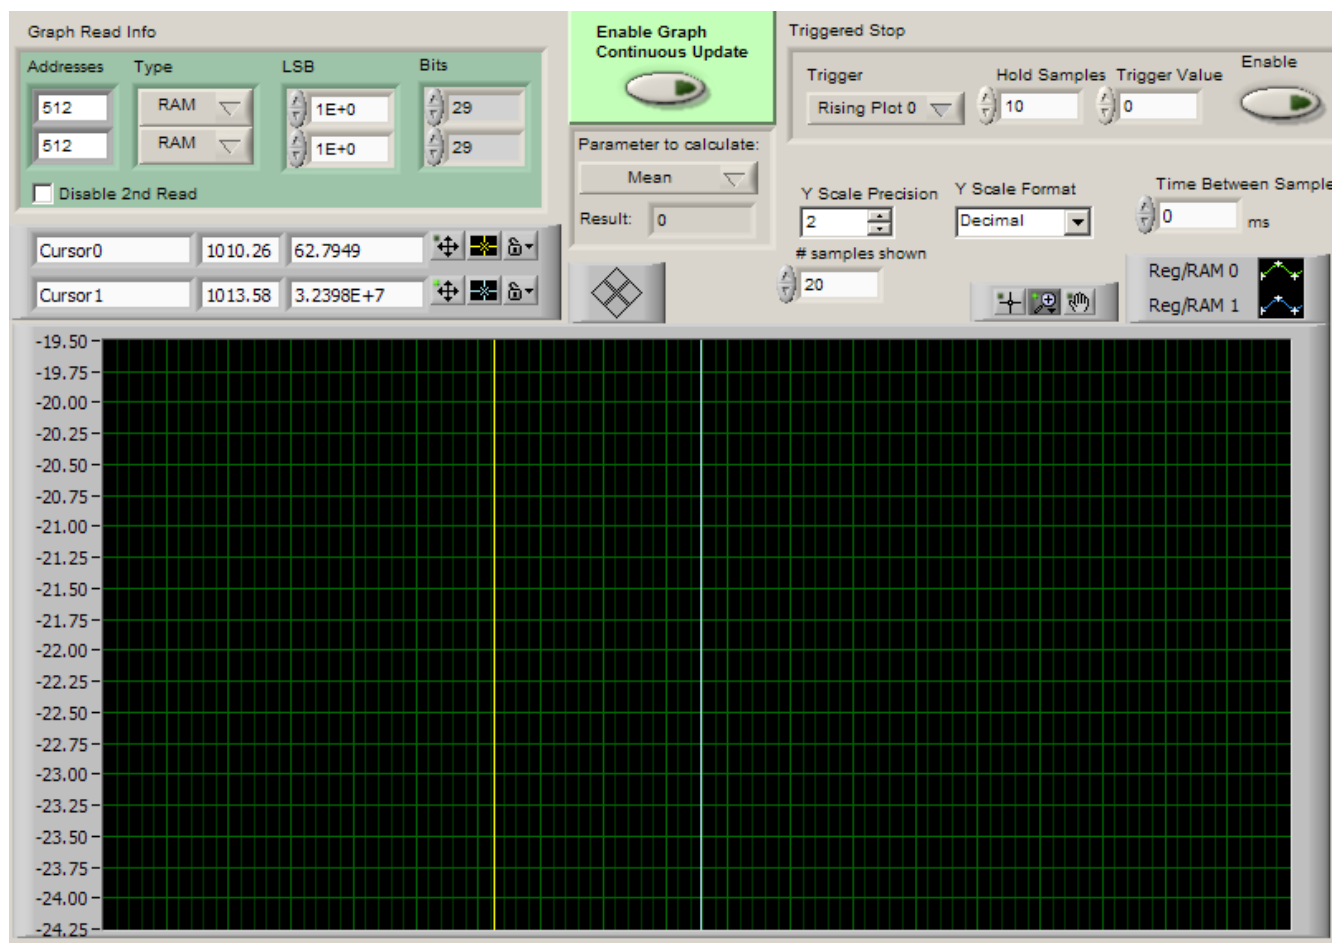 Graph Read Info
Addresses Type LSB Bits
512 RAM 1E+0 29
512 RAM 1E+0 29
Disable 2nd Read
Enable Graph
Continuous Update
Parameter to calculate:
Mean
Result: 0
Triggered Stop
Trigger Hold Samples Trigger Value Enable
Rising Plot 0 10 0
Y Scale Precision Y Scale Format Time Between Sample
2 Decimal 0 ms
# samples shown
20
Cursor0 1010.26 62.7949
Cursor1 1013.58 3.2398E+7
Reg/RAM 0
Reg/RAM 1
-19.50
-19.75
-20.00
-20.25
-20.50
-20.75
-21.00
-21.25
-21.50
-21.75
-22.00
-22.25
-22.50
-22.75
-23.00
-23.25
-23.50
-23.75
-24.00
-24.25